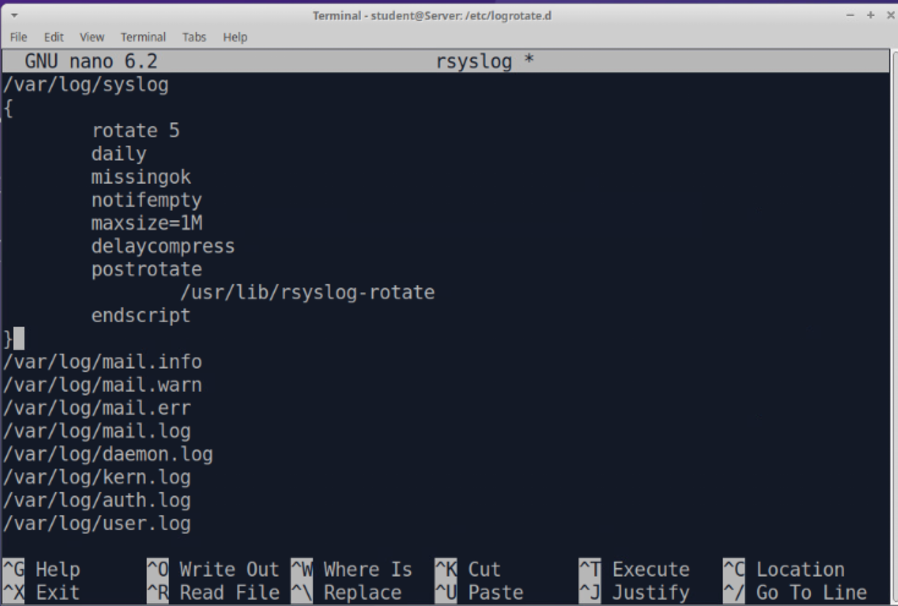 Terminal - student@Server: /etc/logrotate.d
File Edit View Terminal Tabs Help
GNU nano 6.2 rsyslog *
/var/log/syslog
{
rotate 5
daily
missingok
notifempty
maxsize=1M
delaycompress
postrotate
/usr/lib/rsyslog-rotate
endscript
}
/var/log/mail.info
/var/log/mail.warn
/var/log/mail.err
/var/log/mail.log
/var/log/daemon.log
/var/log/kern.log
/var/log/auth.log
/var/log/user.log
^G Help ^O Write Out ^W Where Is ^K Cut ^T Execute ^C Location
^X Exit ^R Read File ^\ Replace ^U Paste ^J Justify ^/ Go To Line